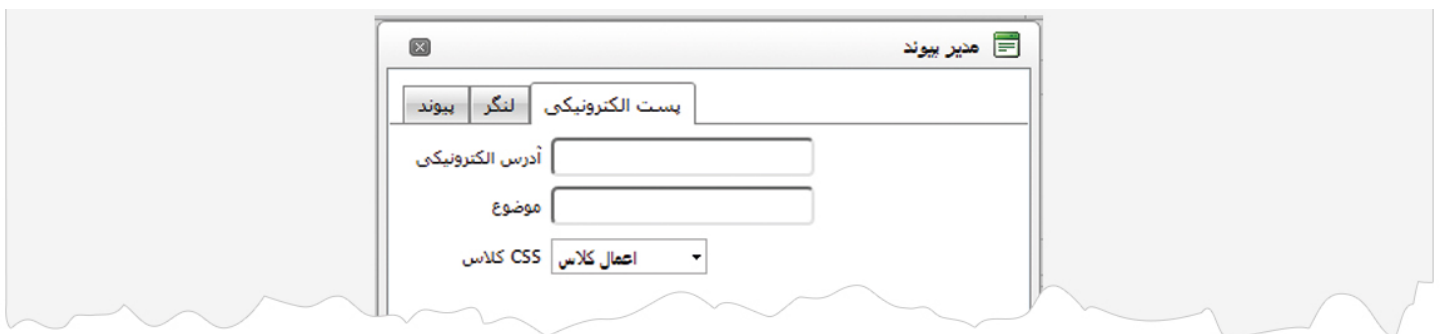 مدیر پیوند
پیوند لنگر پست الکترونیکی
آدرس الکترونیکی
موضوع
CSS کلاس اعمال کلاس